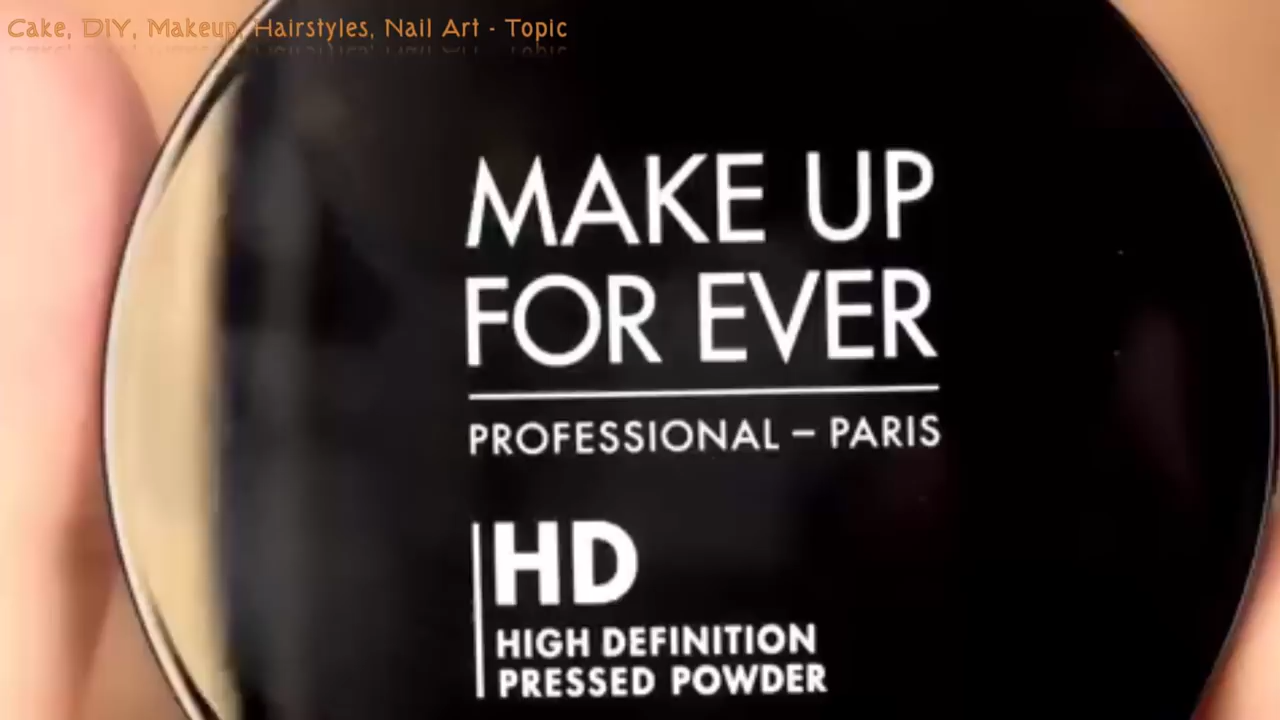 Cake, DIY, Makeup, Hairstyles, Nail Art - Topic
MAKE UP
FOR EVER
PROFESSIONAL – PARIS
HD
HIGH DEFINITION
PRESSED POWDER